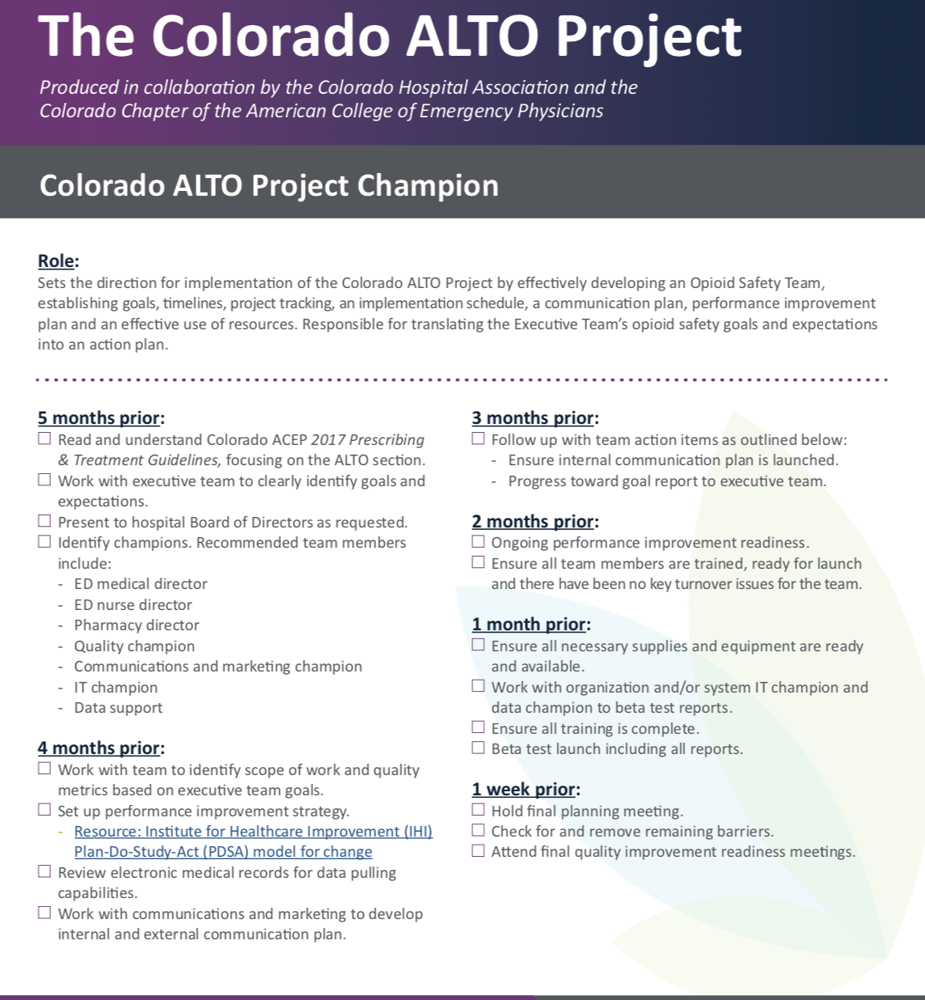 The Colorado ALTO Project
Produced in collaboration by the Colorado Hospital Association and the
Colorado Chapter of the American College of Emergency Physicians
Colorado ALTO Project Champion
Role:
Sets the direction for implementation of the Colorado ALTO Project by effectively developing an Opioid Safety Team,
establishing goals, timelines, project tracking, an implementation schedule, a communication plan, performance improvement
plan and an effective use of resources. Responsible for translating the Executive Team's opioid safety goals and expectations
into an action plan.
5 months prior:
☐ Read and understand Colorado ACEP 2017 Prescribing
& Treatment Guidelines, focusing on the ALTO section.
☐ Work with executive team to clearly identify goals and
expectations.
☐ Present to hospital Board of Directors as requested.
☐ Identify champions. Recommended team members
include:
- ED medical director
- ED nurse director
- Pharmacy director
- Quality champion
- Communications and marketing champion
- IT champion
- Data support
4 months prior:
☐ Work with team to identify scope of work and quality
metrics based on executive team goals.
☐ Set up performance improvement strategy.
- Resource: Institute for Healthcare Improvement (IHI)
Plan-Do-Study-Act (PDSA) model for change
☐ Review electronic medical records for data pulling
capabilities.
☐ Work with communications and marketing to develop
internal and external communication plan.
3 months prior:
☐ Follow up with team action items as outlined below:
- Ensure internal communication plan is launched.
- Progress toward goal report to executive team.
2 months prior:
☐ Ongoing performance improvement readiness.
☐ Ensure all team members are trained, ready for launch
and there have been no key turnover issues for the team.
1 month prior:
☐ Ensure all necessary supplies and equipment are ready
and available.
☐ Work with organization and/or system IT champion and
data champion to beta test reports.
☐ Ensure all training is complete.
☐ Beta test launch including all reports.
1 week prior:
☐ Hold final planning meeting.
☐ Check for and remove remaining barriers.
☐ Attend final quality improvement readiness meetings.